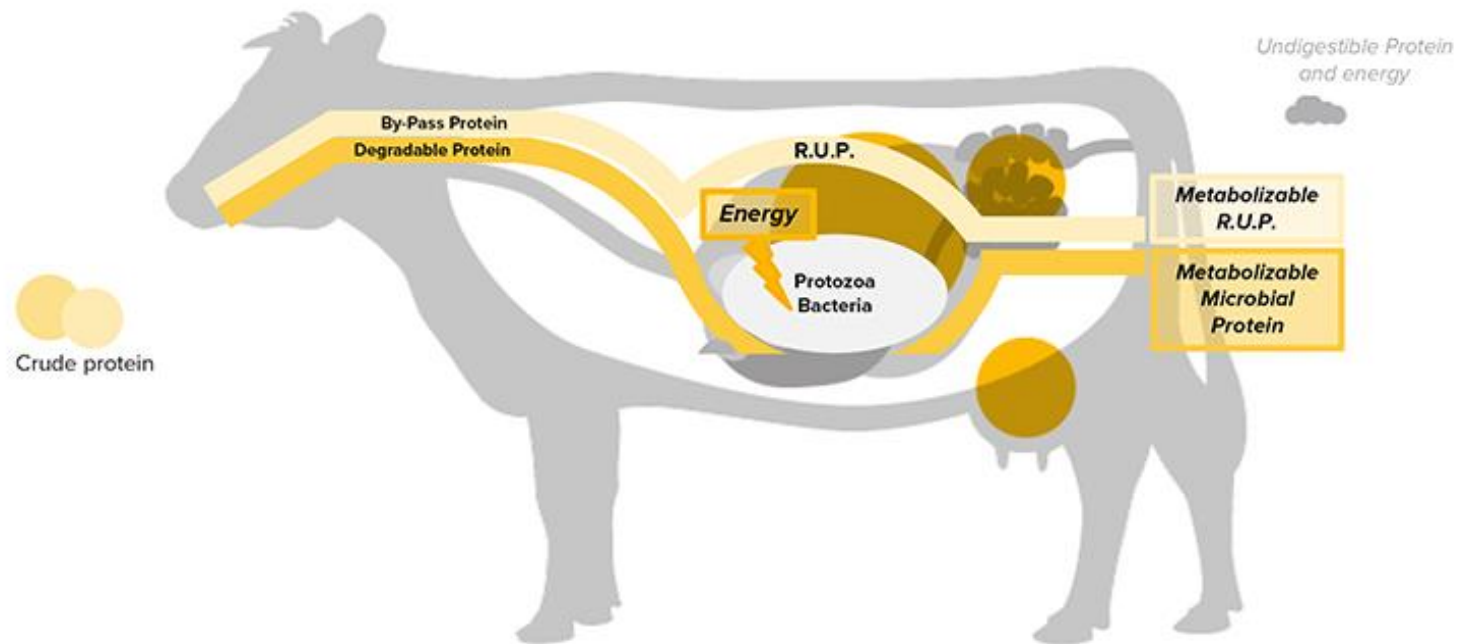 Undigestible Protein
and energy
By-Pass Protein
Degradable Protein
R.U.P.
Energy
Metabolizable
R.U.P.
Protozoa
Bacteria
Metabolizable
Microbial
Protein
Crude protein